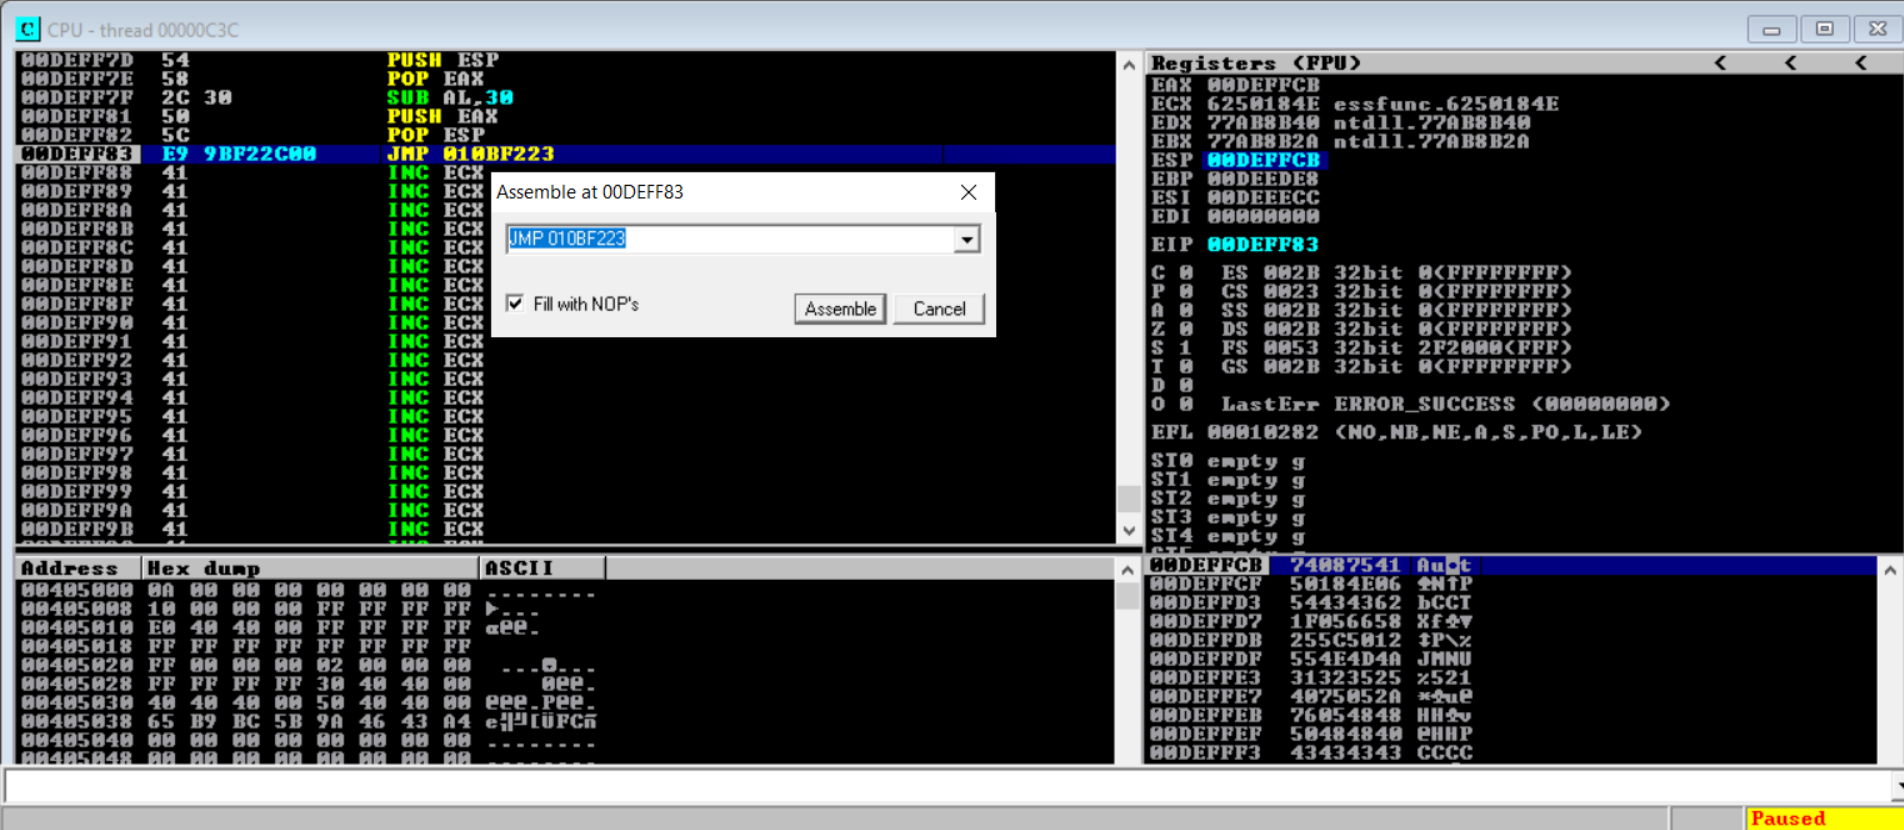 CPU - thread 00000C3C
00DEFF7D 54 PUSH ESP
00DEFF7E 58 POP EAX
00DEFF7F 2C 30 SUB AL,30
00DEFF81 50 PUSH EAX
00DEFF82 5C POP ESP
00DEFF83 E9 9BF22C00 JMP 010BF223
00DEFF88 41 INC ECX
00DEFF89 41 INC ECX
00DEFF8A 41 INC ECX
00DEFF8B 41 INC ECX
00DEFF8C 41 INC ECX
00DEFF8D 41 INC ECX
00DEFF8E 41 INC ECX
00DEFF8F 41 INC ECX
00DEFF90 41 INC ECX
00DEFF91 41 INC ECX
00DEFF92 41 INC ECX
00DEFF93 41 INC ECX
00DEFF94 41 INC ECX
00DEFF95 41 INC ECX
00DEFF96 41 INC ECX
00DEFF97 41 INC ECX
00DEFF98 41 INC ECX
00DEFF99 41 INC ECX
00DEFF9A 41 INC ECX
00DEFF9B 41 INC ECX
Assemble at 00DEFF83
JMP 010BF223
Fill with NOP's
Assemble Cancel
Registers (FPU) < < <
EAX 00DEFFCB
ECX 6250184E essfunc.6250184E
EDX 77AB8B40 ntdll.77AB8B40
EBX 77AB8B2A ntdll.77AB8B2A
ESP 00DEFFCB
EBP 00DEEDE8
ESI 00DEEECC
EDI 00000000
EIP 00DEFF83
C 0 ES 002B 32bit 0(FFFFFFFF)
P 0 CS 0023 32bit 0(FFFFFFFF)
A 0 SS 002B 32bit 0(FFFFFFFF)
Z 0 DS 002B 32bit 0(FFFFFFFF)
S 1 FS 0053 32bit 2F2000(FFF)
T 0 GS 002B 32bit 0(FFFFFFFF)
D 0
O 0 LastErr ERROR_SUCCESS (00000000)
EFL 00010282 (NO,NB,NE,A,S,PO,L,LE)
ST0 empty g
ST1 empty g
ST2 empty g
ST3 empty g
ST4 empty g
Address Hex dump ASCII
00405000 0A 00 00 00 00 00 00 00 ........
00405008 10 00 00 00 FF FF FF FF ►...
00405010 E0 40 40 00 FF FF FF FF α@@.
00405018 FF FF FF FF FF FF FF FF
00405020 FF 00 00 00 02 00 00 00 ...☻...
00405028 FF FF FF FF 30 40 40 00 0@@.
00405030 40 40 40 00 50 40 40 00 @@@.P@@.
00405038 65 B9 BC 5B 9A 46 43 A4 e╣╝[ÜFCñ
00405040 00 00 00 00 00 00 00 00 ........
00405048 00 00 00 00 00 00 00 00 ........
00DEFFCB 74087541 Au◘t
00DEFFCF 50184E06 ♠N↑P
00DEFFD3 54434362 bCCT
00DEFFD7 1F056658 Xf♣▼
00DEFFDB 255C5012 ↕P\%
00DEFFDF 554E4D4A JMNU
00DEFFE3 31323525 %521
00DEFFE7 4075052A *♣u@
00DEFFEB 76054848 HH♣v
00DEFFEF 50484840 @HHP
00DEFFF3 43434343 CCCC
Paused